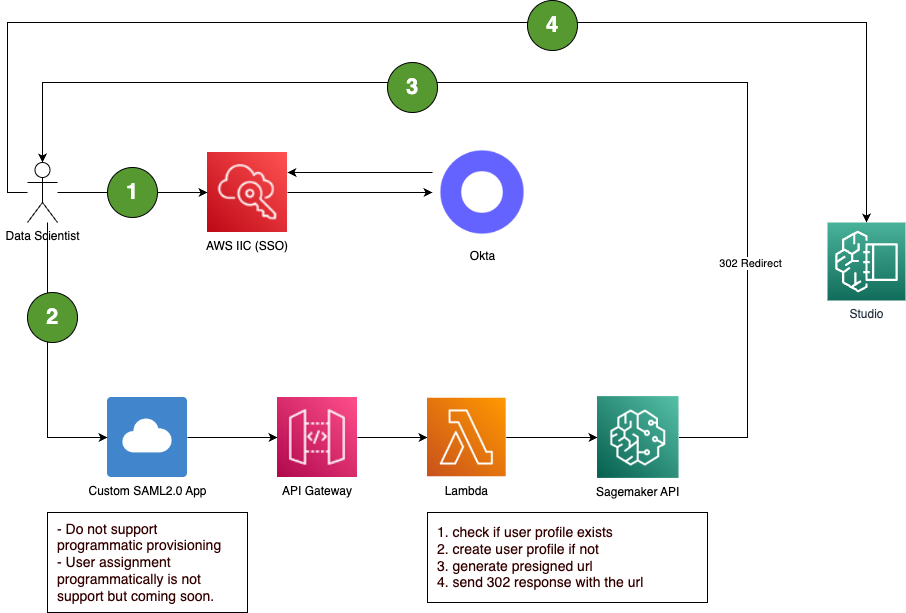 4
3
1
AWS IIC (SSO)
Okta
Data Scientist
302 Redirect
Studio
2
</>
Custom SAML2.0 App
API Gateway
Lambda
Sagemaker API
- Do not support
programmatic provisioning
- User assignment
programmatically is not
support but coming soon.
1. check if user profile exists
2. create user profile if not
3. generate presigned url
4. send 302 response with the url